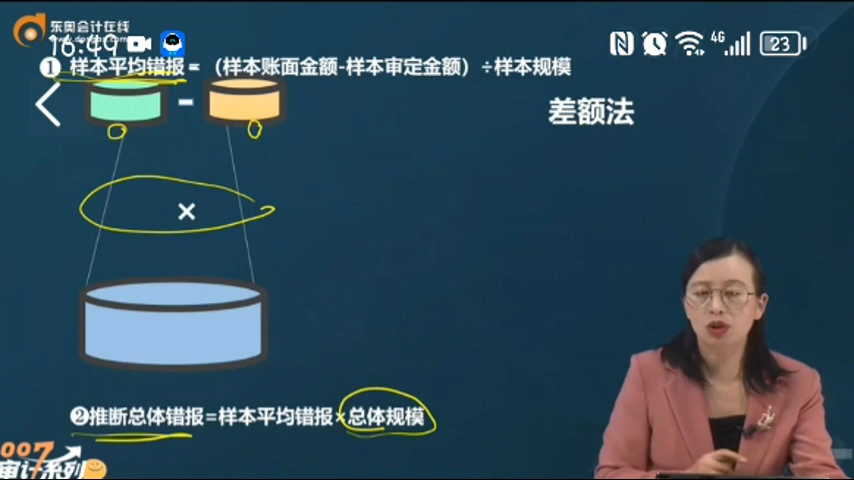 东奥会计在线
16:49
4G
23
❶ 样本平均错报=（样本账面金额-样本审定金额）÷样本规模
差额法
-
×
❷推断总体错报=样本平均错报×总体规模
007
审计系列